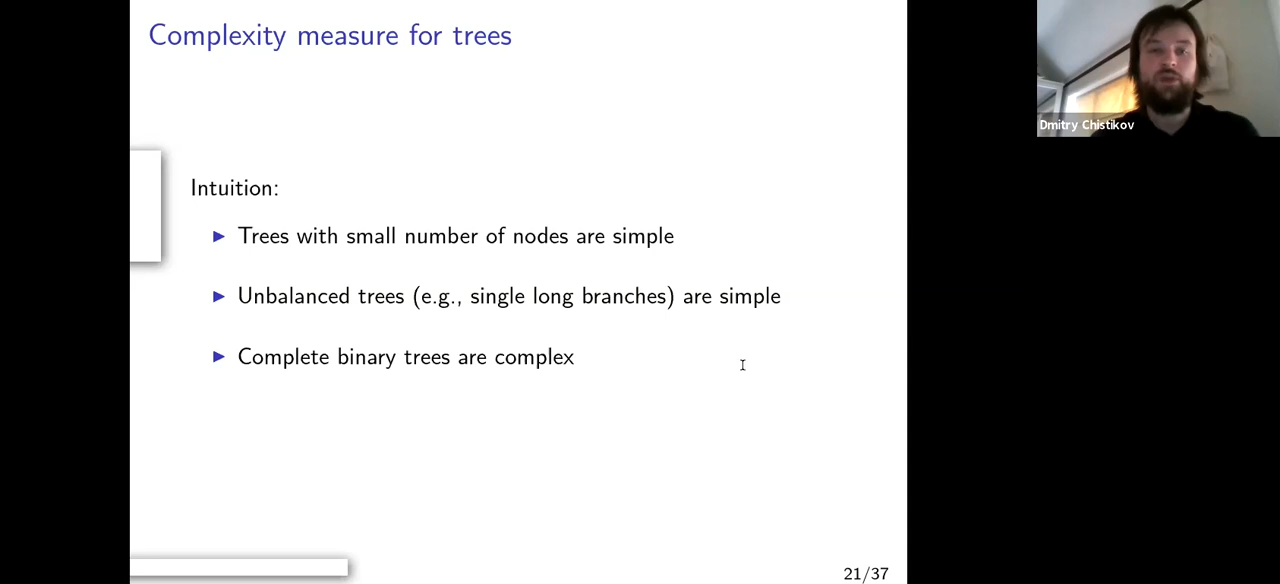 Complexity measure for trees
Dmitry Chistikov
Intuition:
▶ Trees with small number of nodes are simple
▶ Unbalanced trees (e.g., single long branches) are simple
▶ Complete binary trees are complex
21/37